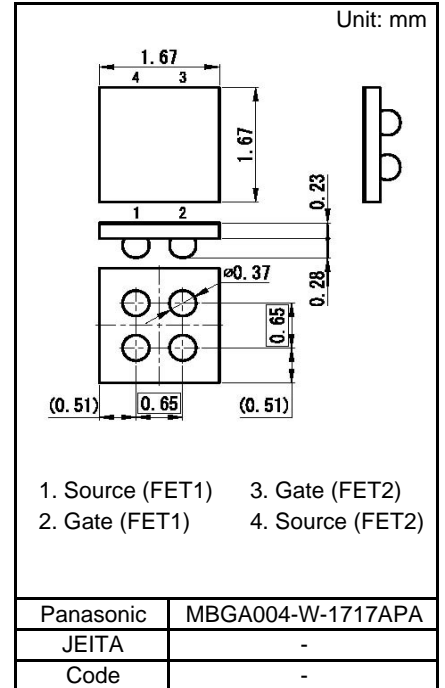 Unit: mm
1.67
4 3
1.67
0.23
1 2
ø0.37
0.28
0.65
(0.51) 0.65 (0.51)
1. Source (FET1) 3. Gate (FET2)
2. Gate (FET1) 4. Source (FET2)
Panasonic MBGA004-W-1717APA
JEITA -
Code -